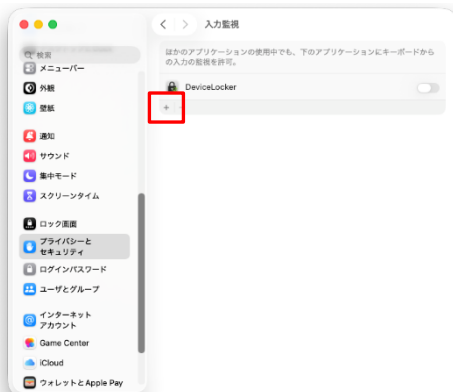 入力監視
検索
メニューバー
外観
壁紙
通知
サウンド
集中モード
スクリーンタイム
ロック画面
プライバシーと
セキュリティ
ログインパスワード
ユーザとグループ
インターネット
アカウント
Game Center
iCloud
ウォレットとApple Pay
ほかのアプリケーションの使用中でも、下のアプリケーションにキーボードから
の入力の監視を許可。
DeviceLocker
+